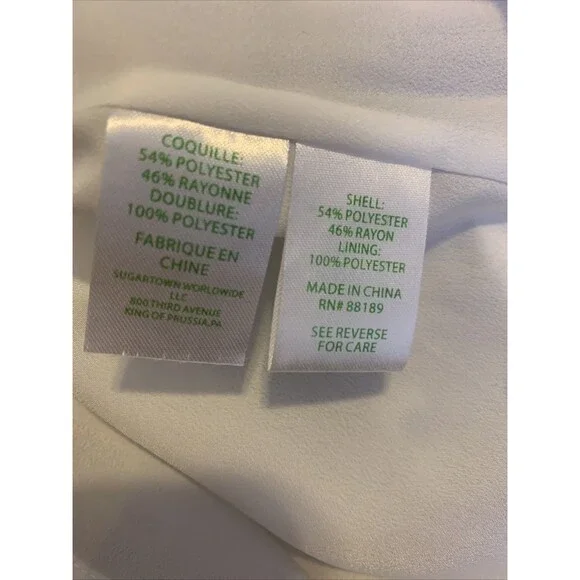 COQUILLE:
54% POLYESTER
46% RAYONNE
DOUBLURE:
100% POLYESTER
FABRIQUE EN
CHINE
SUGARTOWN WORLDWIDE
LLC
800 THIRD AVENUE
KING OF PRUSSIA,PA
SHELL:
54% POLYESTER
46% RAYON
LINING:
100% POLYESTER
MADE IN CHINA
RN# 88189
SEE REVERSE
FOR CARE